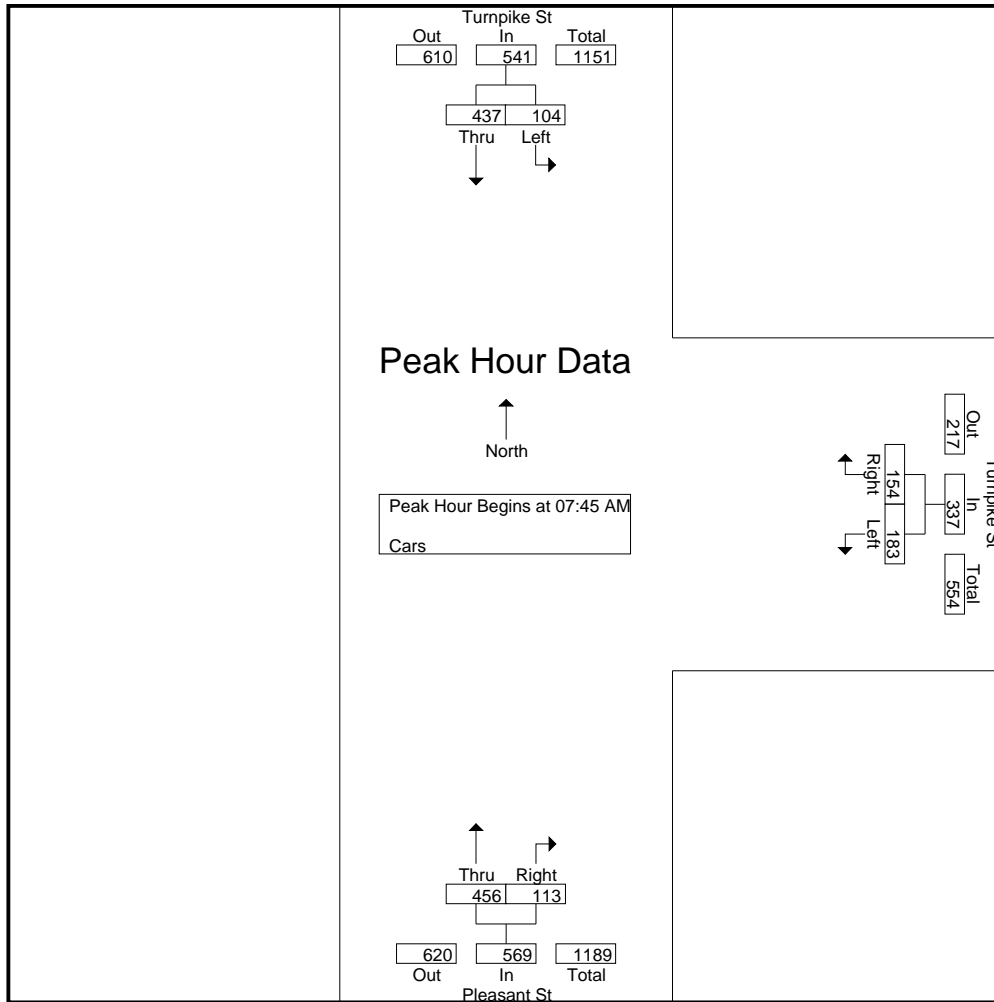 Turnpike St
Out In Total
610 541 1151
437 104
Thru Left
Peak Hour Data
North
Peak Hour Begins at 07:45 AM
Cars
Right Left
154 183
Out In Total
217 337 554
Turnpike St
Thru Right
456 113
620 569 1189
Out In Total
Pleasant St